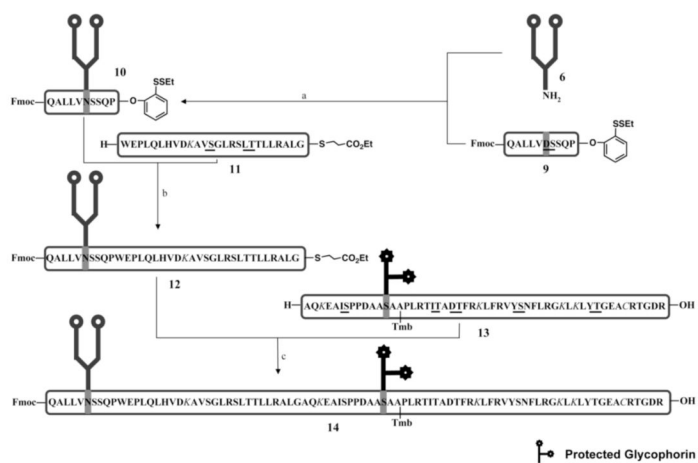 10
SSEt
Fmoc QALLVNSSQP O
a
6
NH2
SSEt
Fmoc QALLVDSSQP O
9
H WEPLQLHVDKAVSGLRSLTTLLRALG S CO2Et
11
b
Fmoc QALLVNSSQPWEPLQLHVDKAVSGLRSLTTLLRALG S CO2Et
12
H AQKEAISPPDAASAAPLRTITADTFRKLFRVYSNFLRGKLKLYTGEACRTGDR OH
Tmb
13
c
Fmoc QALLVNSSQPWEPLQLHVDKAVSGLRSLTTLLRALGAQKEAISPPDAASAAPLRTITADTFRKLFRVYSNFLRGKLKLYTGEACRTGDR OH
Tmb
14
Protected Glycophorin